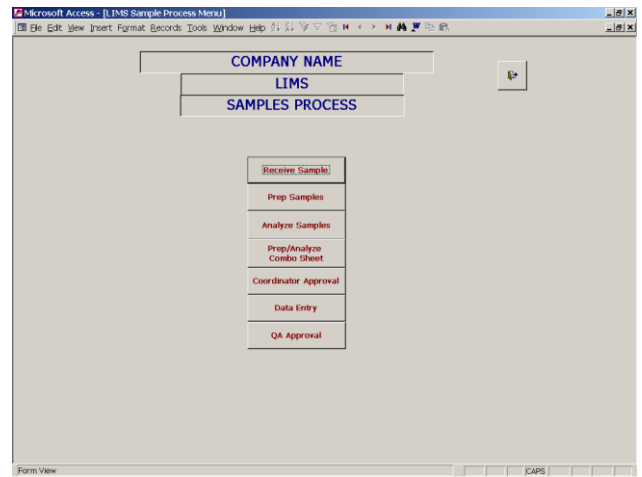 Microsoft Access - [LIMS Sample Process Menu]
File Edit View Insert Format Records Tools Window Help
COMPANY NAME
LIMS
SAMPLES PROCESS
Receive Sample
Prep Samples
Analyze Samples
Prep/Analyze
Combo Sheet
Coordinator Approval
Data Entry
QA Approval
Form View CAPS